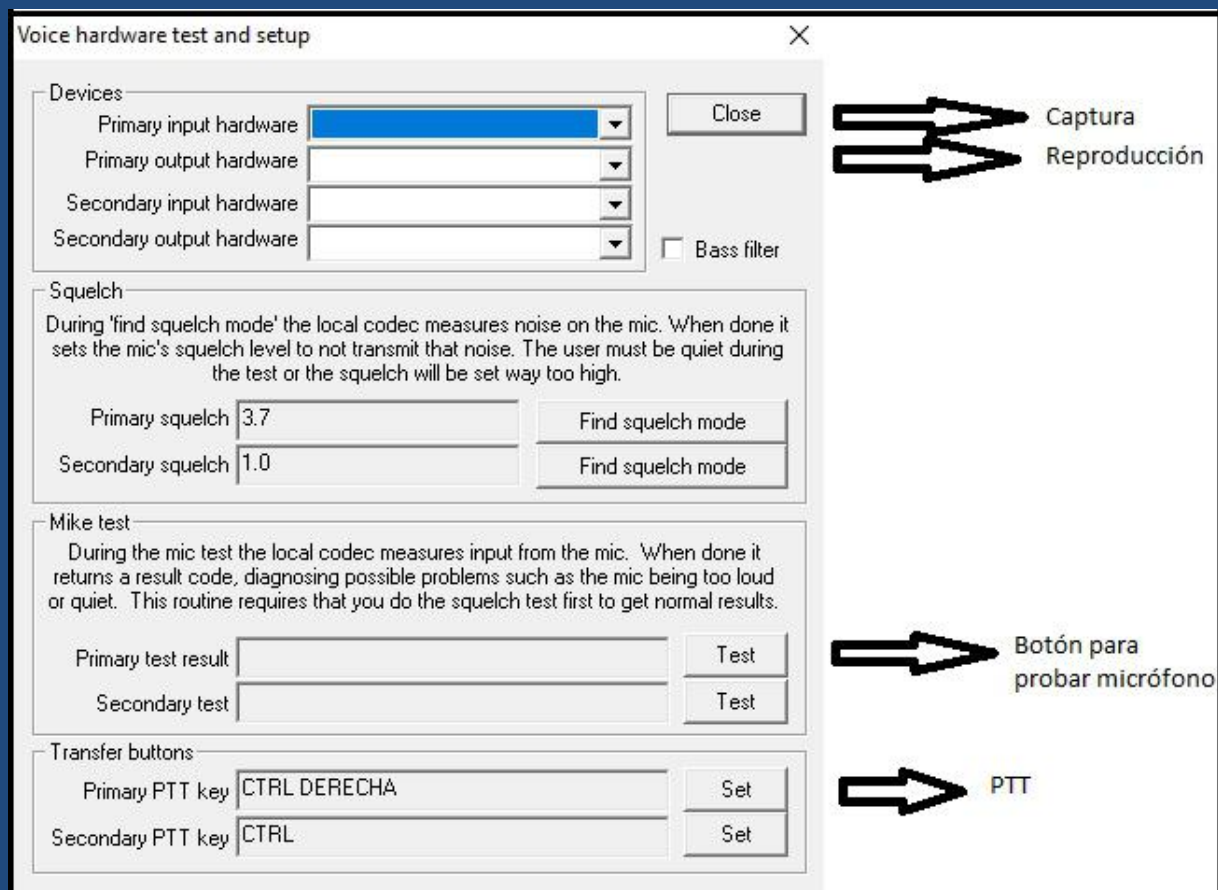 Voice hardware test and setup
Devices
Primary input hardware
Close
Captura
Primary output hardware
Reproducción
Secondary input hardware
Secondary output hardware
Bass filter
Squelch
During 'find squelch mode' the local codec measures noise on the mic. When done it
sets the mic's squelch level to not transmit that noise. The user must be quiet during
the test or the squelch will be set way too high.
Primary squelch 3.7 Find squelch mode
Secondary squelch 1.0 Find squelch mode
Mike test
During the mic test the local codec measures input from the mic. When done it
returns a result code, diagnosing possible problems such as the mic being too loud
or quiet. This routine requires that you do the squelch test first to get normal results.
Primary test result Test
Botón para
probar micrófono
Secondary test Test
Transfer buttons
Primary PTT key CTRL DERECHA Set
PTT
Secondary PTT key CTRL Set